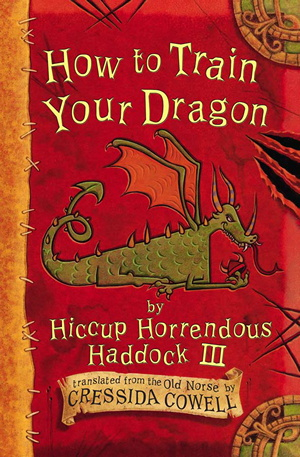 How to Train
Your Dragon
by
Hiccup Horrendous
Haddock III
translated from the Old Norse by
CRESSIDA COWELL